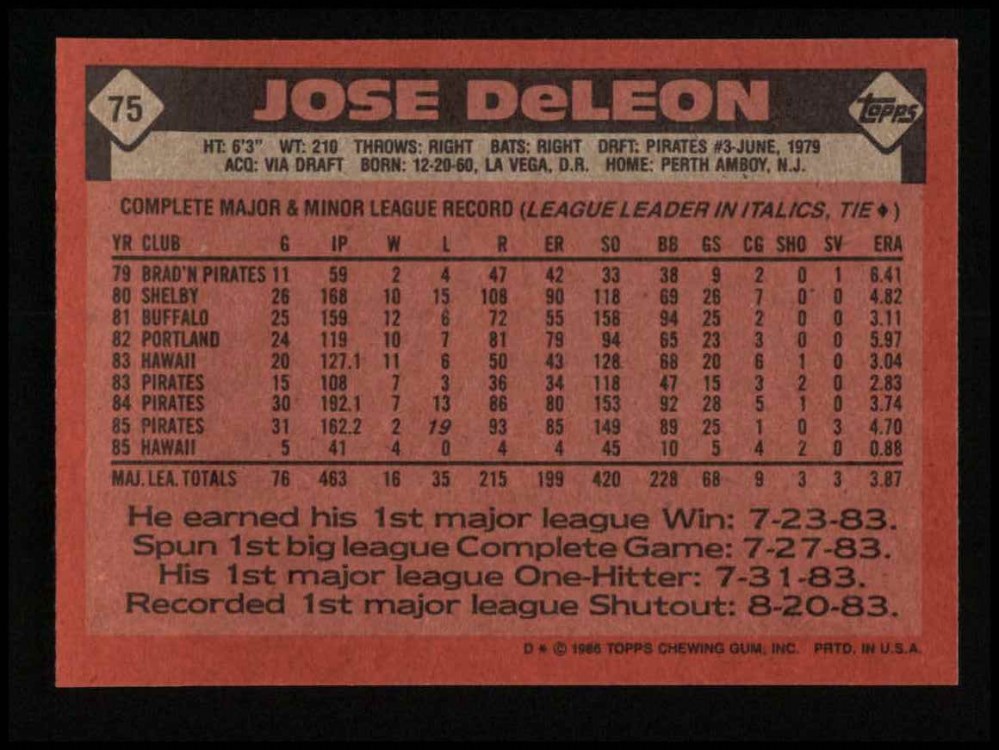 75 JOSE DeLEON topps
HT: 6'3" WT: 210 THROWS: RIGHT BATS: RIGHT DRFT: PIRATES #3-JUNE, 1979
ACQ: VIA DRAFT BORN: 12-20-60, LA VEGA, D.R. HOME: PERTH AMBOY, N.J.
COMPLETE MAJOR & MINOR LEAGUE RECORD (LEAGUE LEADER IN ITALICS, TIE ♦)
YR CLUB G IP W L R ER SO BB GS CG SHO SV ERA
79 BRAD'N PIRATES 11 59 2 4 47 42 33 38 9 2 0 1 6.41
80 SHELBY 26 168 10 15 108 90 118 69 26 7 0 0 4.82
81 BUFFALO 25 159 12 6 72 55 158 94 25 2 0 0 3.11
82 PORTLAND 24 119 10 7 81 79 94 65 23 3 0 0 5.97
83 HAWAII 20 127.1 11 6 50 43 128 68 20 6 1 0 3.04
83 PIRATES 15 108 7 3 36 34 118 47 15 3 2 0 2.83
84 PIRATES 30 192.1 7 13 86 80 153 92 28 5 1 0 3.74
85 PIRATES 31 162.2 2 19 93 85 149 89 25 1 0 3 4.70
85 HAWAII 5 41 4 0 4 4 45 10 5 4 2 0 0.88
MAJ. LEA. TOTALS 76 463 16 35 215 199 420 228 68 9 3 3 3.87
He earned his 1st major league Win: 7-23-83.
Spun 1st big league Complete Game: 7-27-83.
His 1st major league One-Hitter: 7-31-83.
Recorded 1st major league Shutout: 8-20-83.
D * © 1986 TOPPS CHEWING GUM, INC. PRTD. IN U.S.A.